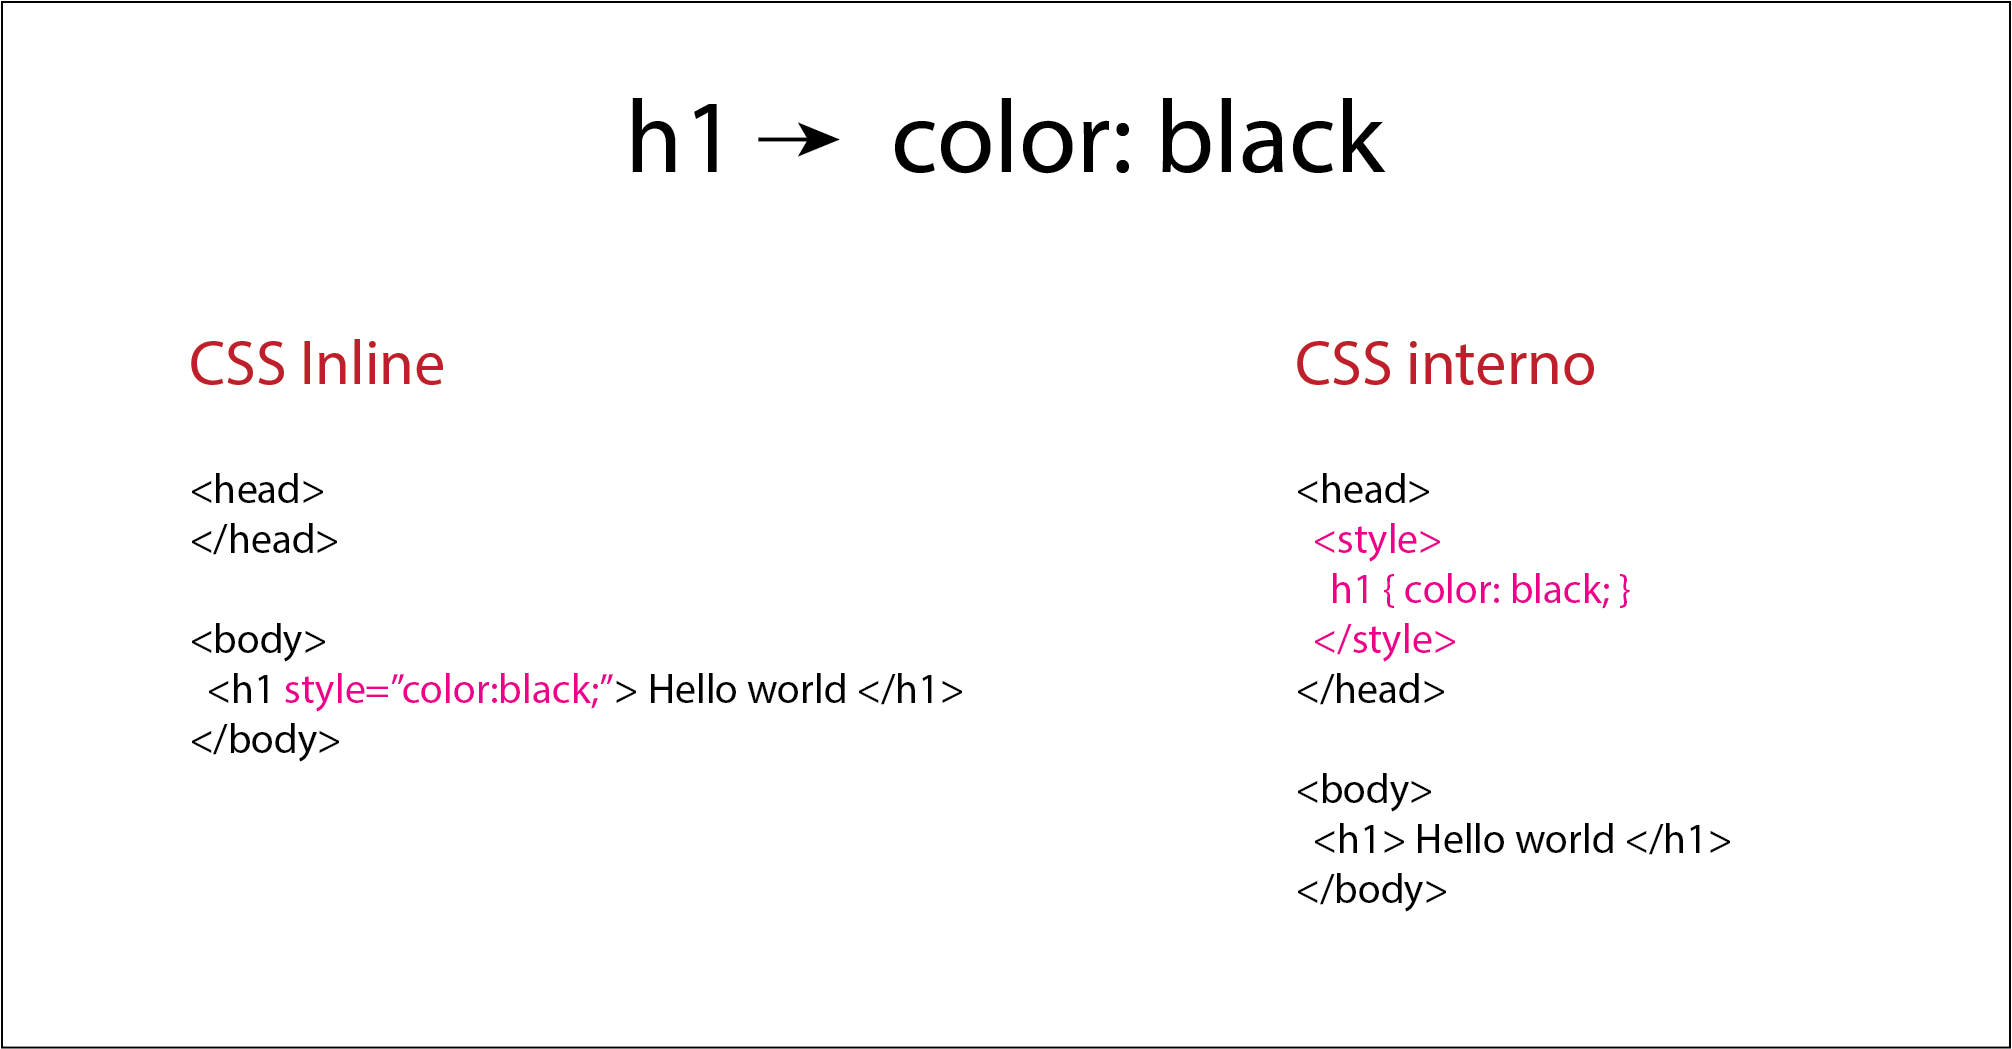 h1 → color: black
CSS Inline
<head>
</head>
<body>
<h1 style=”color:black;”> Hello world </h1>
</body>
CSS interno
<head>
<style>
h1 { color: black; }
</style>
</head>
<body>
<h1> Hello world </h1>
</body>